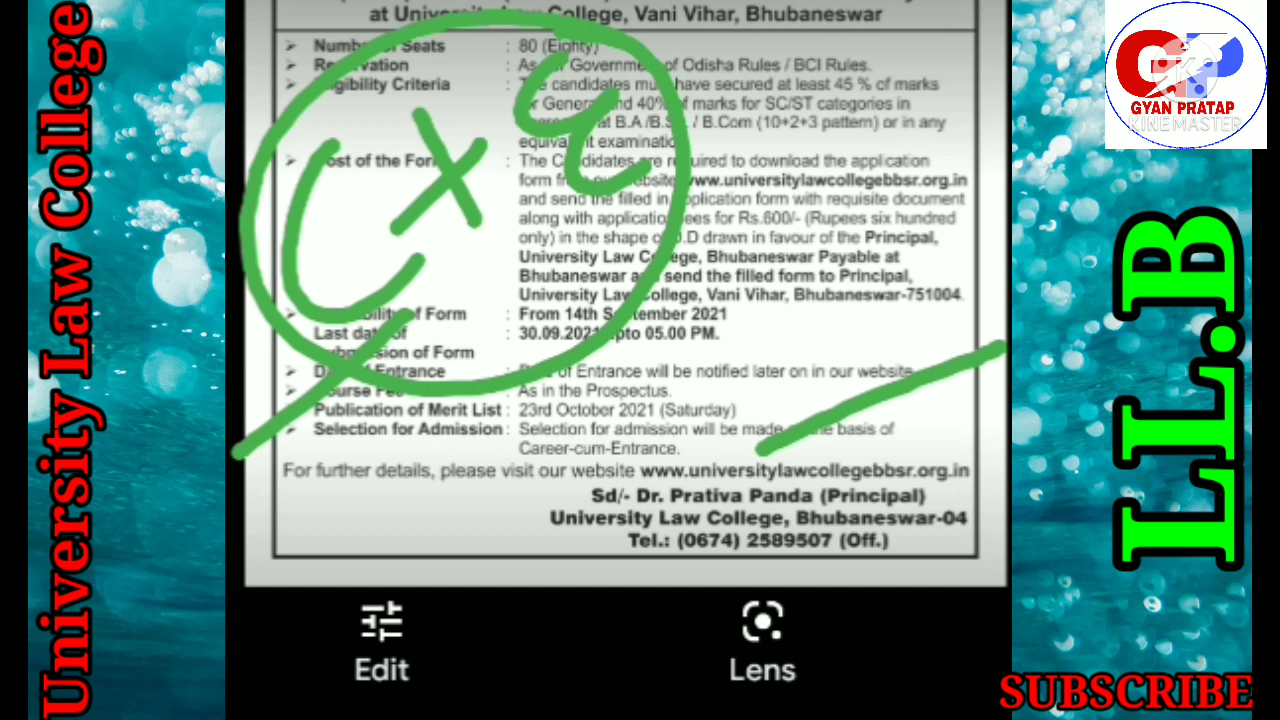 at University Law College, Vani Vihar, Bhubaneswar
Number of Seats : 80 (Eighty)
Reservation : As per Government of Odisha Rules / BCI Rules.
Eligibility Criteria : The candidates must have secured at least 45 % of marks
for General and 40% of marks for SC/ST categories in
at B.A /B.Sc. / B.Com (10+2+3 pattern) or in any
equivalent examination
Cost of the Form : The Candidates are required to download the application
form from our website www.universitylawcollegebbsr.org.in
and send the filled in application form with requisite document
along with application fees for Rs.600/- (Rupees six hundred
only) in the shape of D.D drawn in favour of the Principal,
University Law College, Bhubaneswar Payable at
Bhubaneswar and send the filled form to Principal,
University Law College, Vani Vihar, Bhubaneswar-751004.
Availability of Form : From 14th September 2021
Last date of : 30.09.2021 upto 05.00 PM.
Submission of Form
Date of Entrance : Date of Entrance will be notified later on in our website.
Course Fee : As in the Prospectus.
Publication of Merit List : 23rd October 2021 (Saturday)
Selection for Admission : Selection for admission will be made on the basis of
Career-cum-Entrance.
For further details, please visit our website www.universitylawcollegebbsr.org.in
Sd/- Dr. Prativa Panda (Principal)
University Law College, Bhubaneswar-04
Tel.: (0674) 2589507 (Off.)
Edit
Lens
University Law College
GP
GYAN PRATAP
KINEMASTER
LL.B
SUBSCRIBE